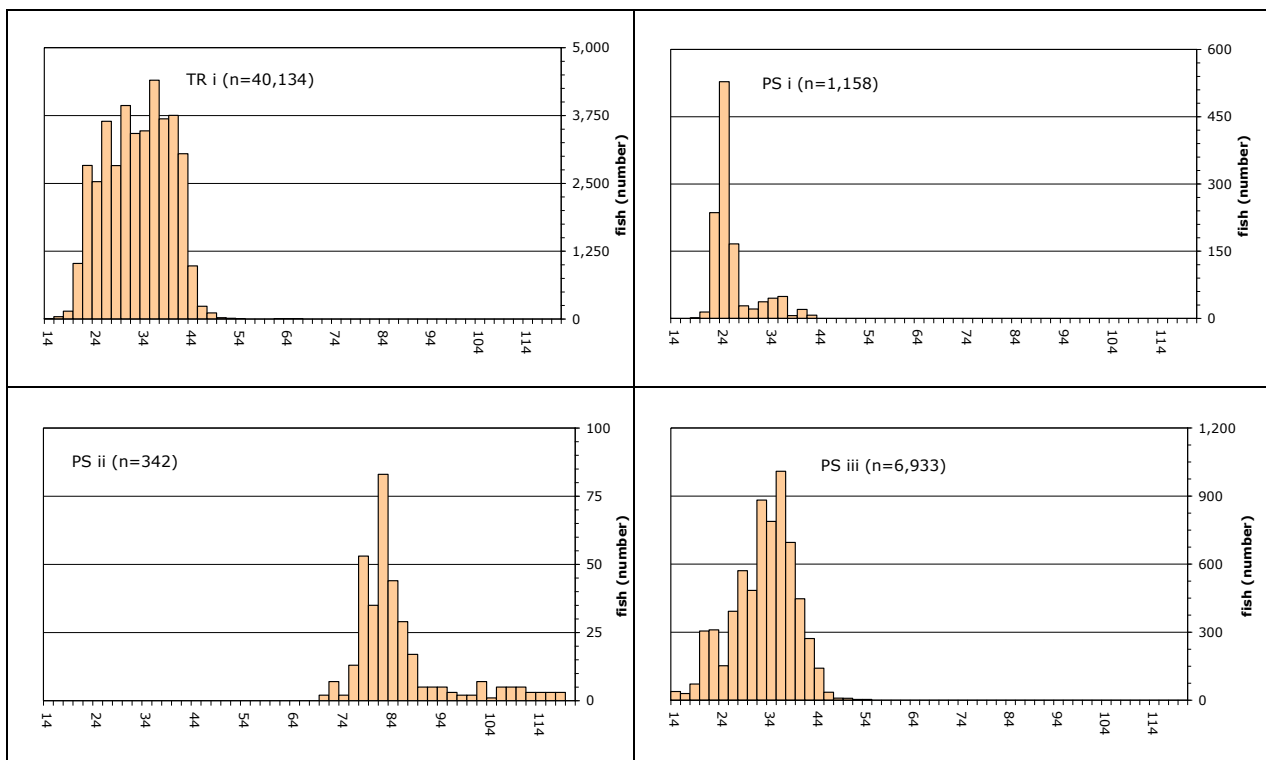 TR i (n=40,134)
5,000
3,750
2,500
1,250
0
fish (number)
14 24 34 44 54 64 74 84 94 104 114
PS i (n=1,158)
600
450
300
150
0
fish (number)
14 24 34 44 54 64 74 84 94 104 114
PS ii (n=342)
100
75
50
25
0
fish (number)
14 24 34 44 54 64 74 84 94 104 114
PS iii (n=6,933)
1,200
900
600
300
0
fish (number)
14 24 34 44 54 64 74 84 94 104 114